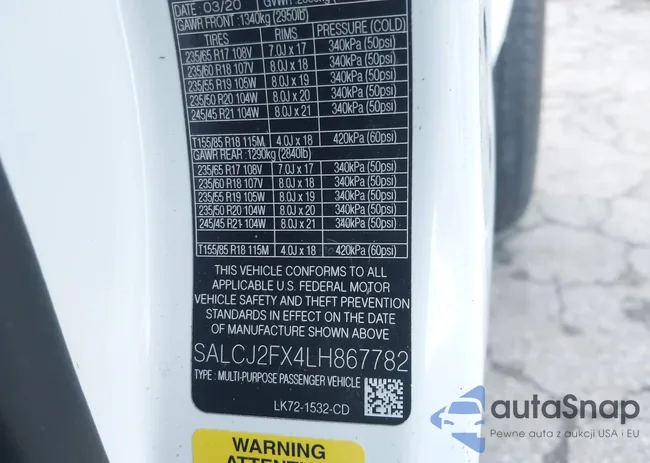 DATE : 03/20
GAWR FRONT : 1340kg (2950lb)
TIRES RIMS PRESSURE (COLD)
235/65 R17 108V 7.0J x 17 340kPa (50psi)
235/60 R18 107V 8.0J x 18 340kPa (50psi)
235/55 R19 105W 8.0J x 19 340kPa (50psi)
235/50 R20 104W 8.0J x 20 340kPa (50psi)
245/45 R21 104W 8.0J x 21 340kPa (50psi)
T155/85 R18 115M 4.0J x 18 420kPa (60psi)
GAWR REAR : 1290kg (2840lb)
235/65 R17 108V 7.0J x 17 340kPa (50psi)
235/60 R18 107V 8.0J x 18 340kPa (50psi)
235/55 R19 105W 8.0J x 19 340kPa (50psi)
235/50 R20 104W 8.0J x 20 340kPa (50psi)
245/45 R21 104W 8.0J x 21 340kPa (50psi)
T155/85 R18 115M 4.0J x 18 420kPa (60psi)
THIS VEHICLE CONFORMS TO ALL
APPLICABLE U.S. FEDERAL MOTOR
VEHICLE SAFETY AND THEFT PREVENTION
STANDARDS IN EFFECT ON THE DATE
OF MANUFACTURE SHOWN ABOVE
SALCJ2FX4LH867782
TYPE : MULTI-PURPOSE PASSENGER VEHICLE
LK72-1532-CD
WARNING
ATTENTION
autaSnap
Pewne auta z aukcji USA i EU